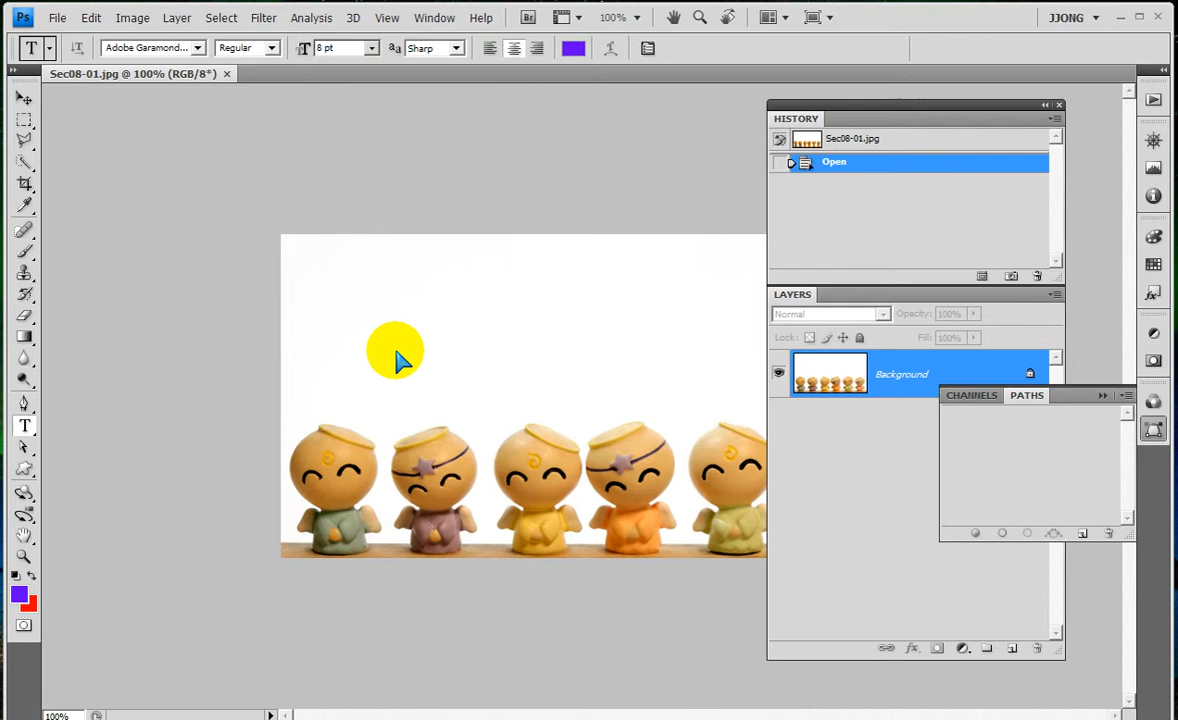 Ps File Edit Image Layer Select Filter Analysis 3D View Window Help Br 100% JJONG
T T Adobe Garamond... Regular T 8 pt aa Sharp
Sec08-01.jpg @ 100% (RGB/8*)
HISTORY
Sec08-01.jpg
Open
LAYERS
Normal Opacity: 100%
Lock: Fill: 100%
Background
CHANNELS PATHS
T
100%